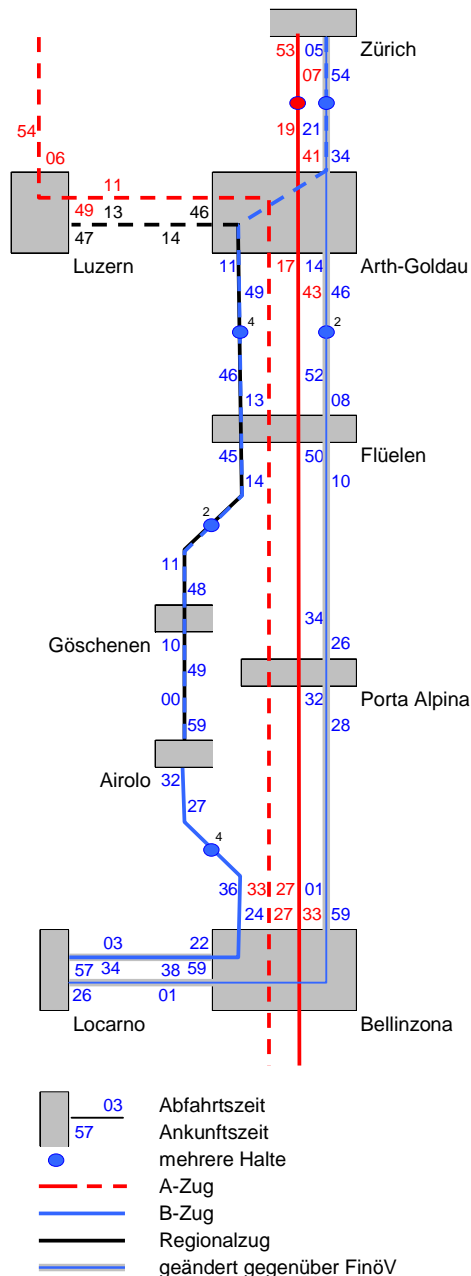 53 05 Zürich
07 54
19 21
54 41 34
06
11
49 13 46
47 14
Luzern 11 17 14 Arth-Goldau
49 43 46
4 2
46 52
13 08
Flüelen
45 50
14 10
2
11
48 34
Göschenen 26
10
49
Porta Alpina
00 32
59 28
Airolo
32
27
4
36 33 27 01
24 27 33 59
03 22
57 34 38 59
26 01
Locarno Bellinzona
03 Abfahrtszeit
57 Ankunftszeit
mehrere Halte
A-Zug
B-Zug
Regionalzug
geändert gegenüber FinöV